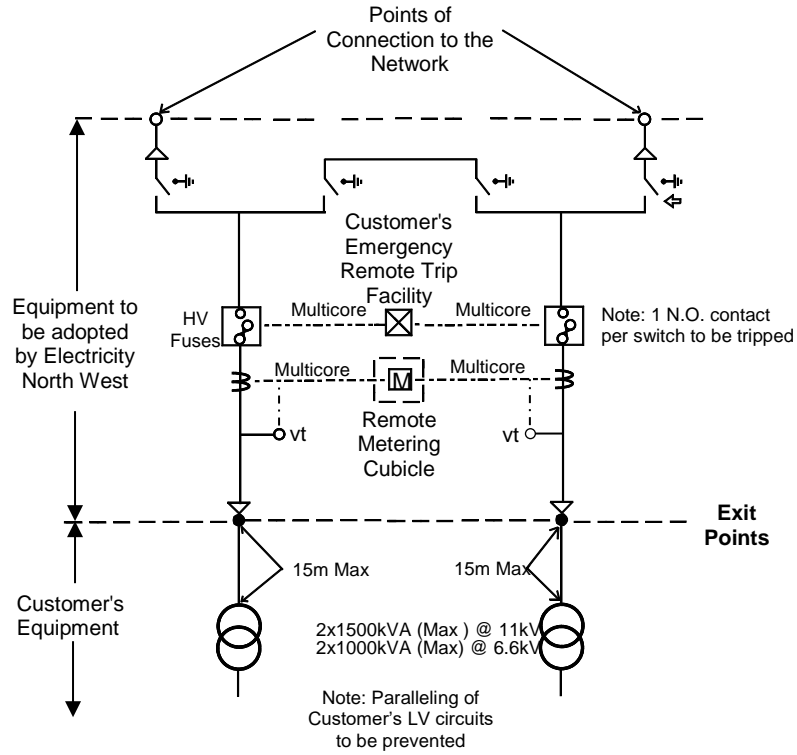 Points of
Connection to the
Network
Customer's
Emergency
Remote Trip
Facility
Equipment to
be adopted
by Electricity
North West
HV
Fuses
Multicore
Multicore
Note: 1 N.O. contact
per switch to be tripped
Multicore
M
Multicore
vt
Remote
Metering
Cubicle
vt
Exit
Points
15m Max
15m Max
Customer's
Equipment
2x1500kVA (Max ) @ 11kV
2x1000kVA (Max) @ 6.6kV
Note: Paralleling of
Customer’s LV circuits
to be prevented